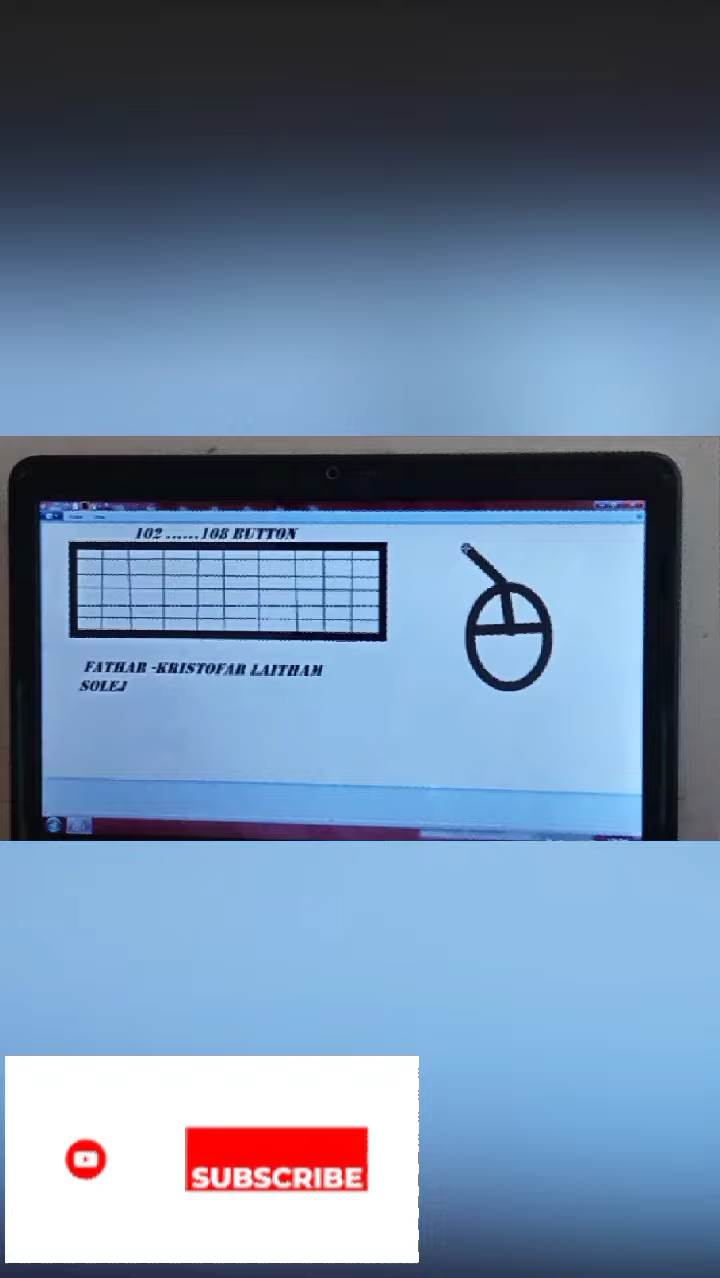 102 ......108 BUTTON
FATHAR -KRISTOFAR LAITHAM
SOLEJ
SUBSCRIBE